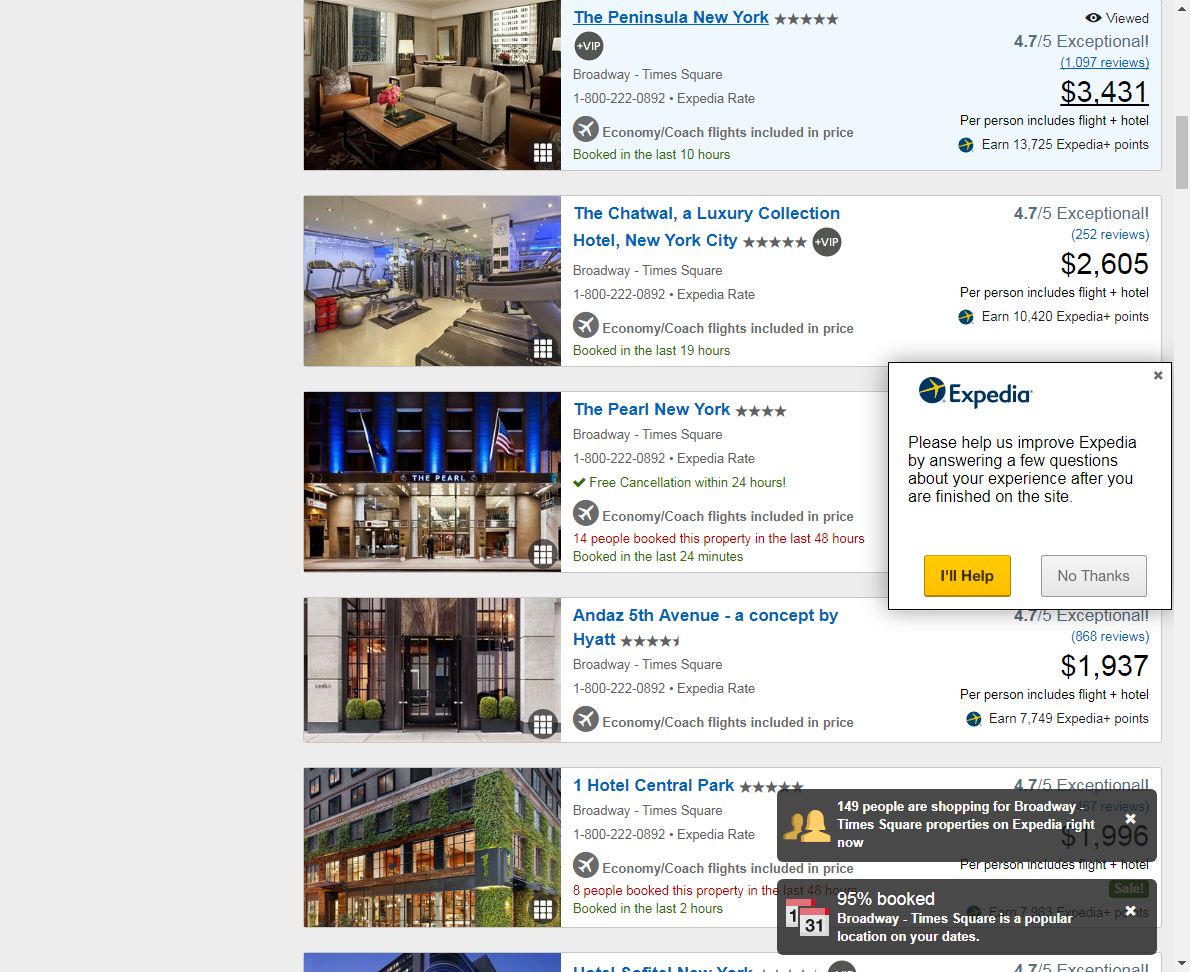 The Peninsula New York
Viewed
+VIP
4.7/5 Exceptional!
(1,097 reviews)
Broadway - Times Square
$3,431
1-800-222-0892 • Expedia Rate
Per person includes flight + hotel
Economy/Coach flights included in price
Earn 13,725 Expedia+ points
Booked in the last 10 hours
The Chatwal, a Luxury Collection
Hotel, New York City +VIP
4.7/5 Exceptional!
(252 reviews)
Broadway - Times Square
$2,605
1-800-222-0892 • Expedia Rate
Per person includes flight + hotel
Economy/Coach flights included in price
Earn 10,420 Expedia+ points
Booked in the last 19 hours
THE PEARL
The Pearl New York
Broadway - Times Square
1-800-222-0892 • Expedia Rate
Free Cancellation within 24 hours!
Economy/Coach flights included in price
14 people booked this property in the last 48 hours
Booked in the last 24 minutes
Expedia
Please help us improve Expedia
by answering a few questions
about your experience after you
are finished on the site.
I'll Help
No Thanks
Andaz 5th Avenue - a concept by
Hyatt
4.7/5 Exceptional!
(868 reviews)
Broadway - Times Square
$1,937
1-800-222-0892 • Expedia Rate
Per person includes flight + hotel
Economy/Coach flights included in price
Earn 7,749 Expedia+ points
1 Hotel Central Park
4.7/5 Exceptional!
Broadway - Times Square
reviews)
1-800-222-0892 • Expedia Rate
$1,996
Per person includes flight + hotel
Economy/Coach flights included in price
8 people booked this property in the last 48 hours
Sale!
Booked in the last 2 hours
Earn 7,983 Expedia+ points
149 people are shopping for Broadway -
Times Square properties on Expedia right
now
1
31
95% booked
Broadway - Times Square is a popular
location on your dates.
Hotel Sofitel New York
4.7/5 Exceptional!